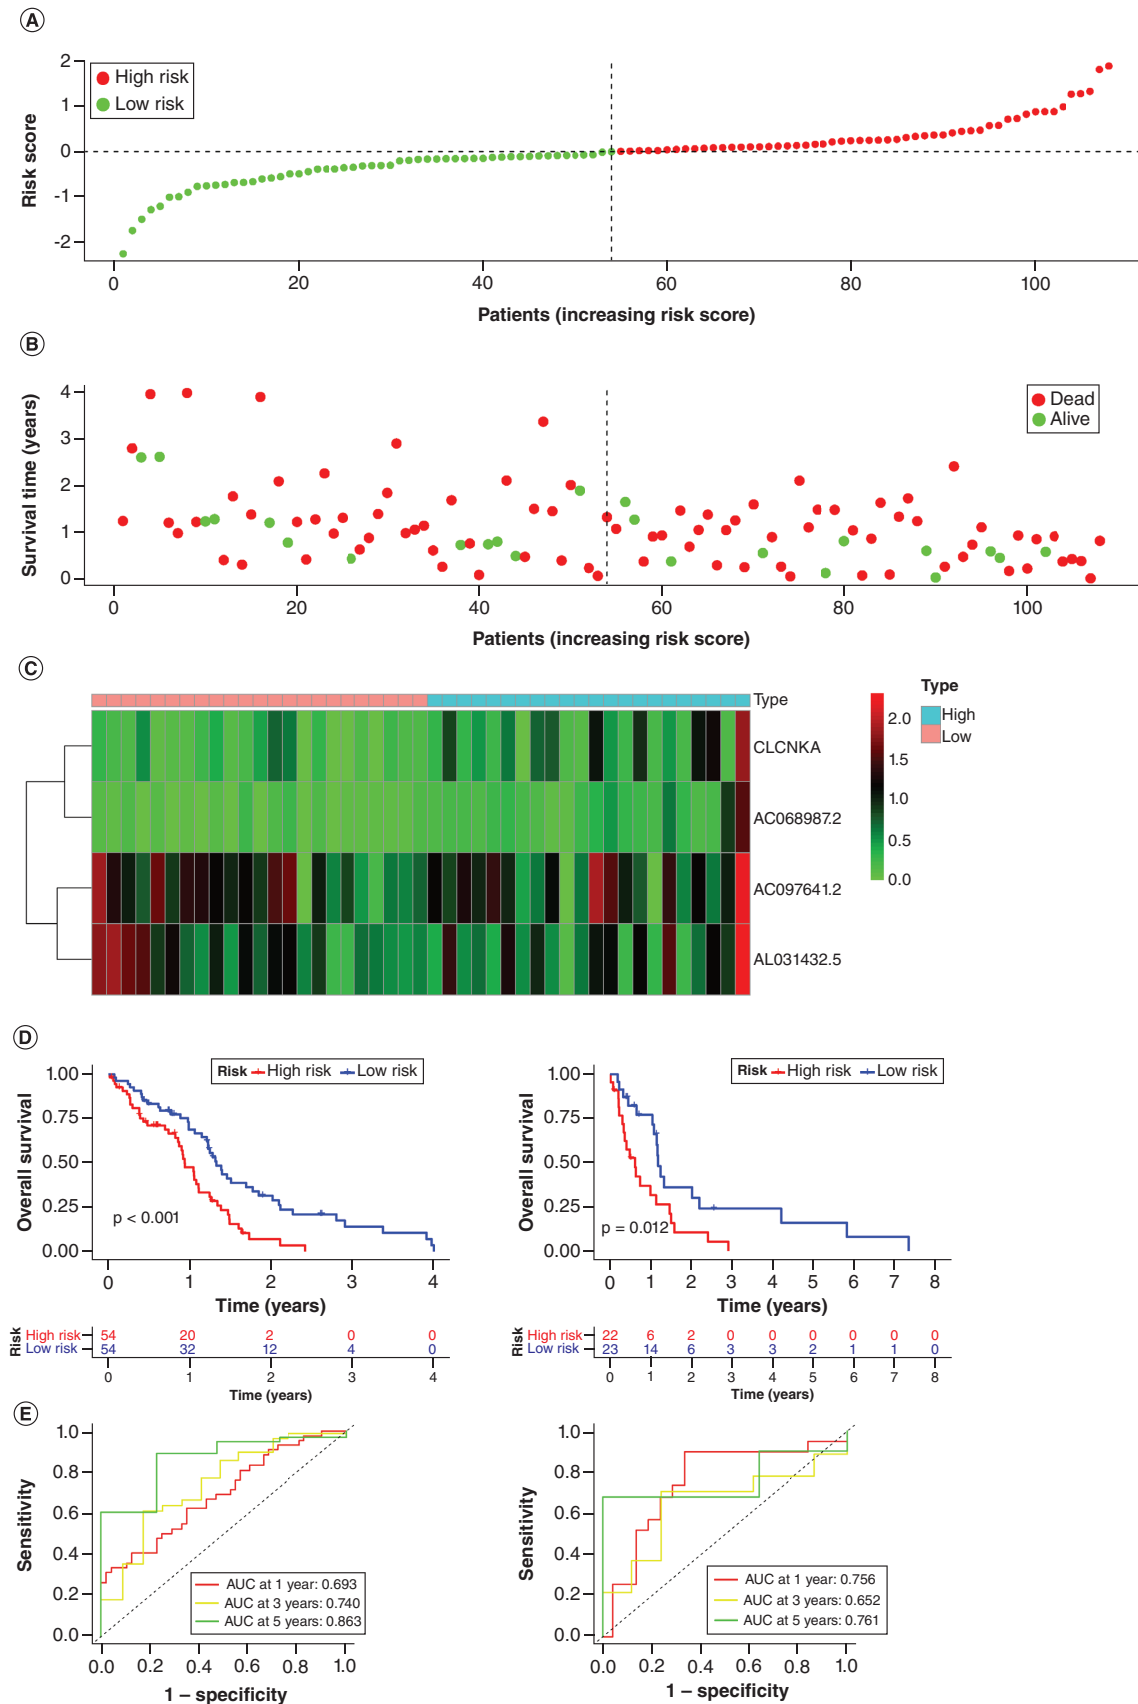 A
2
1
0
-1
-2
Risk score
High risk
Low risk
0 20 40 60 80 100
Patients (increasing risk score)
B
4
3
2
1
0
Survival time (years)
Dead
Alive
0 20 40 60 80 100
Patients (increasing risk score)
C
Type
CLCNKA
AC068987.2
AC097641.2
AL031432.5
2.0
1.5
1.0
0.5
0.0
Type
High
Low
D
Risk High risk Low risk
1.00
0.75
0.50
0.25
0.00
Overall survival
p < 0.001
0 1 2 3 4
Time (years)
Risk
High risk 54 20 2 0 0
Low risk 54 32 12 4 0
0 1 2 3 4
Time (years)
Risk High risk Low risk
1.00
0.75
0.50
0.25
0.00
Overall survival
p = 0.012
0 1 2 3 4 5 6 7 8
Time (years)
Risk
High risk 22 6 2 0 0 0 0 0 0
Low risk 23 14 6 3 3 2 1 1 0
0 1 2 3 4 5 6 7 8
Time (years)
E
1.0
0.8
0.6
0.4
0.2
0.0
Sensitivity
AUC at 1 year: 0.693
AUC at 3 years: 0.740
AUC at 5 years: 0.863
0.0 0.2 0.4 0.6 0.8 1.0
1 – specificity
1.0
0.8
0.6
0.4
0.2
0.0
Sensitivity
AUC at 1 year: 0.756
AUC at 3 years: 0.652
AUC at 5 years: 0.761
0.0 0.2 0.4 0.6 0.8 1.0
1 – specificity